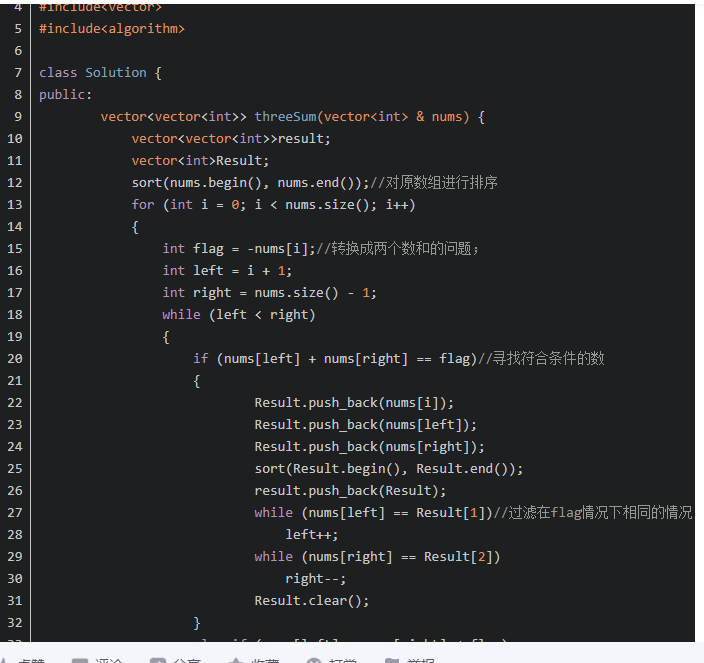 4 #include<vector>
5 #include<algorithm>
6
7 class Solution {
8 public:
9 vector<vector<int>> threeSum(vector<int> & nums) {
10 vector<vector<int>>result;
11 vector<int>Result;
12 sort(nums.begin(), nums.end());//对原数组进行排序
13 for (int i = 0; i < nums.size(); i++)
14 {
15 int flag = -nums[i];//转换成两个数和的问题;
16 int left = i + 1;
17 int right = nums.size() - 1;
18 while (left < right)
19 {
20 if (nums[left] + nums[right] == flag)//寻找符合条件的数
21 {
22 Result.push_back(nums[i]);
23 Result.push_back(nums[left]);
24 Result.push_back(nums[right]);
25 sort(Result.begin(), Result.end());
26 result.push_back(Result);
27 while (nums[left] == Result[1])//过滤在flag情况下相同的情况
28 left++;
29 while (nums[right] == Result[2])
30 right--;
31 Result.clear();
32 }
点赞 评论 分享 收藏 打赏 举报